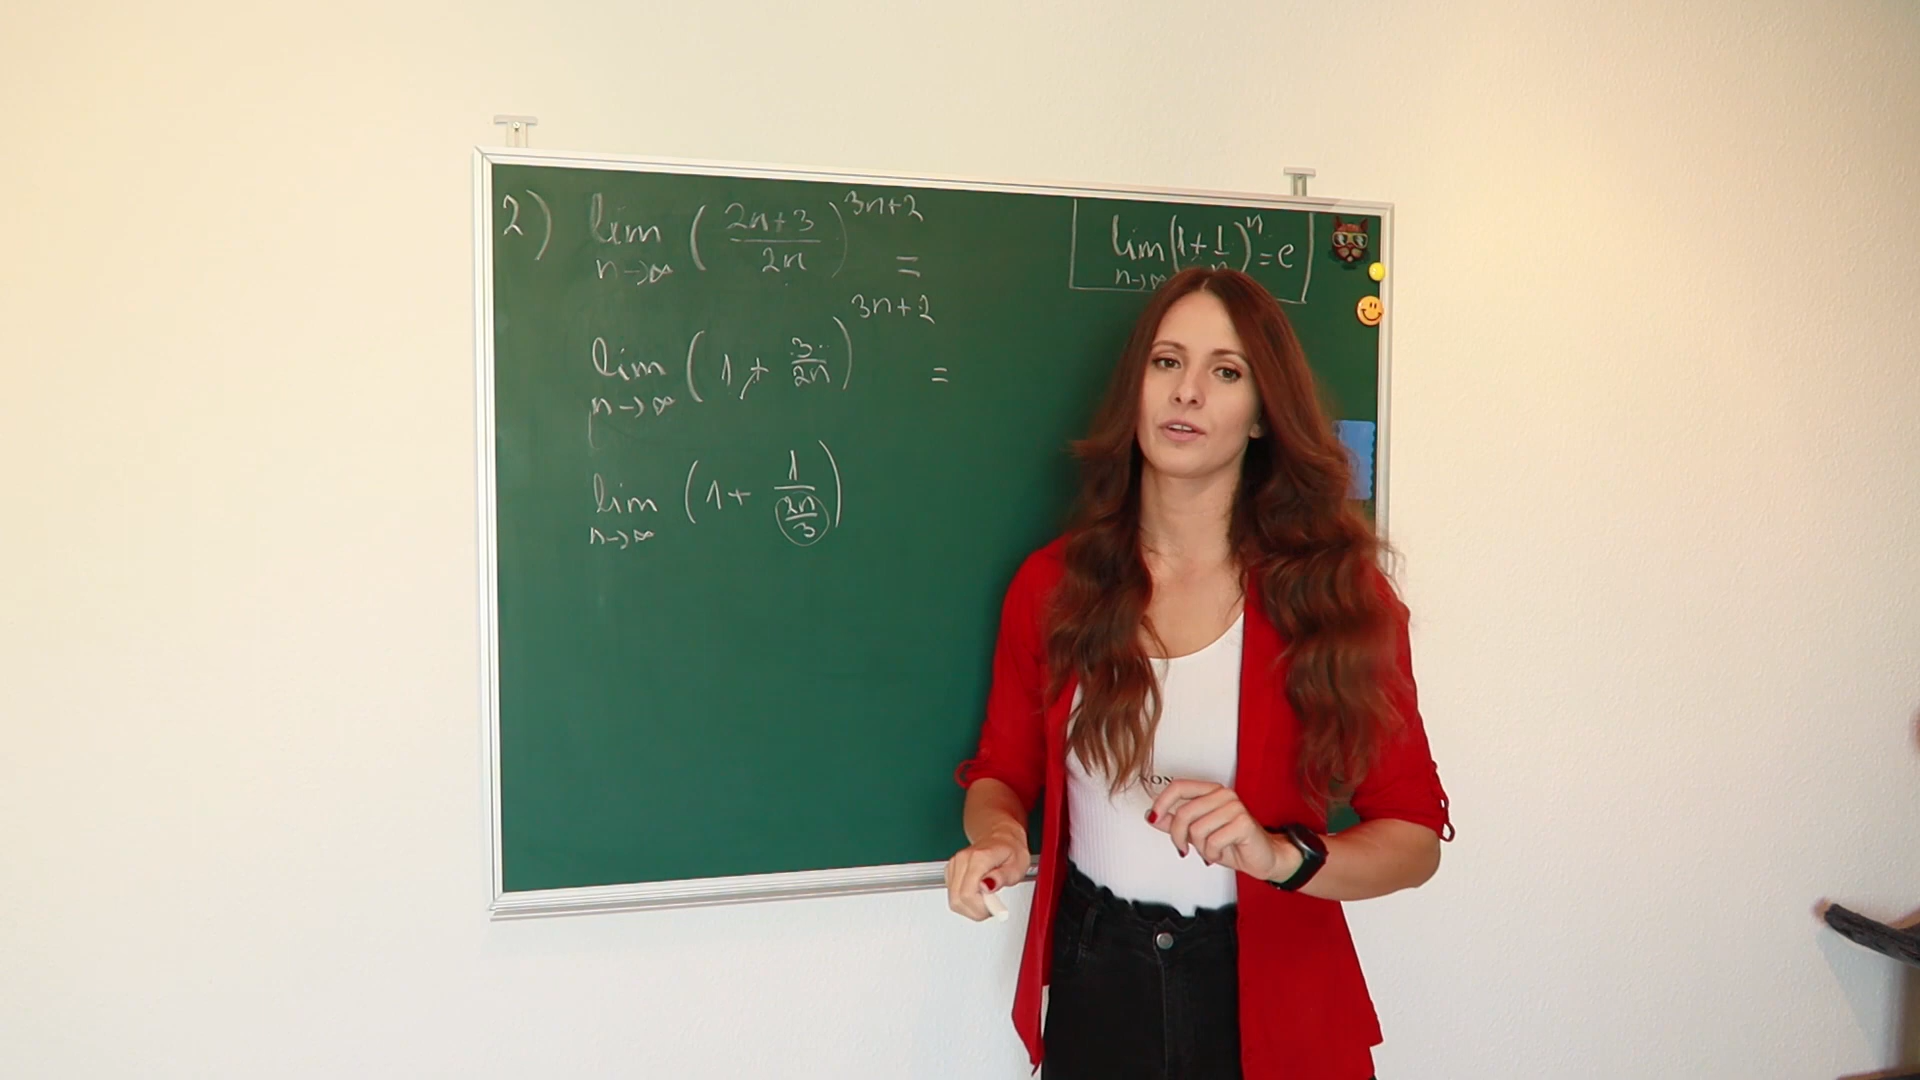 2) lim n→∞ (2n+3 / 2n)^3n+2 =
lim n→∞ (1 + 1/n)^n = e
lim n→∞ (1 + 3/2n)^3n+2 =
lim n→∞ (1 + 1 / 2n/3)
NON